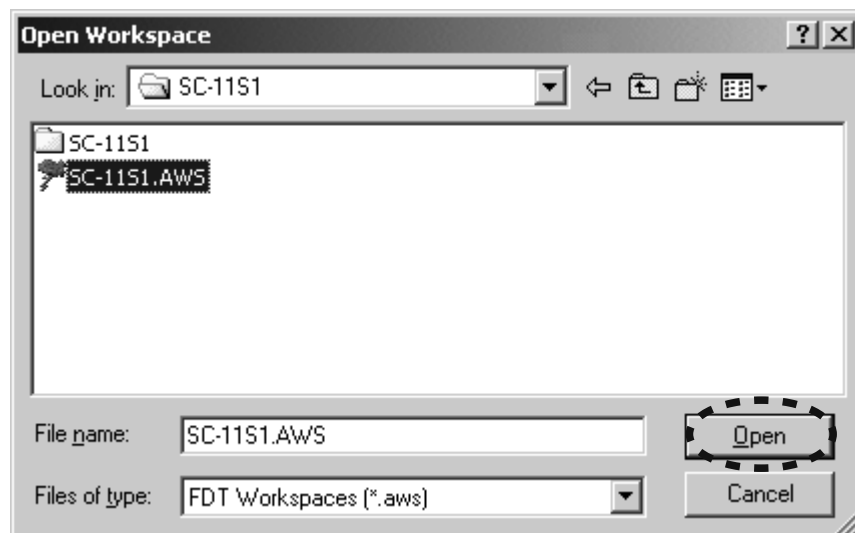 Open Workspace
Look in: SC-11S1
SC-11S1
SC-11S1.AWS
File name: SC-11S1.AWS Open
Files of type: FDT Workspaces (*.aws) Cancel